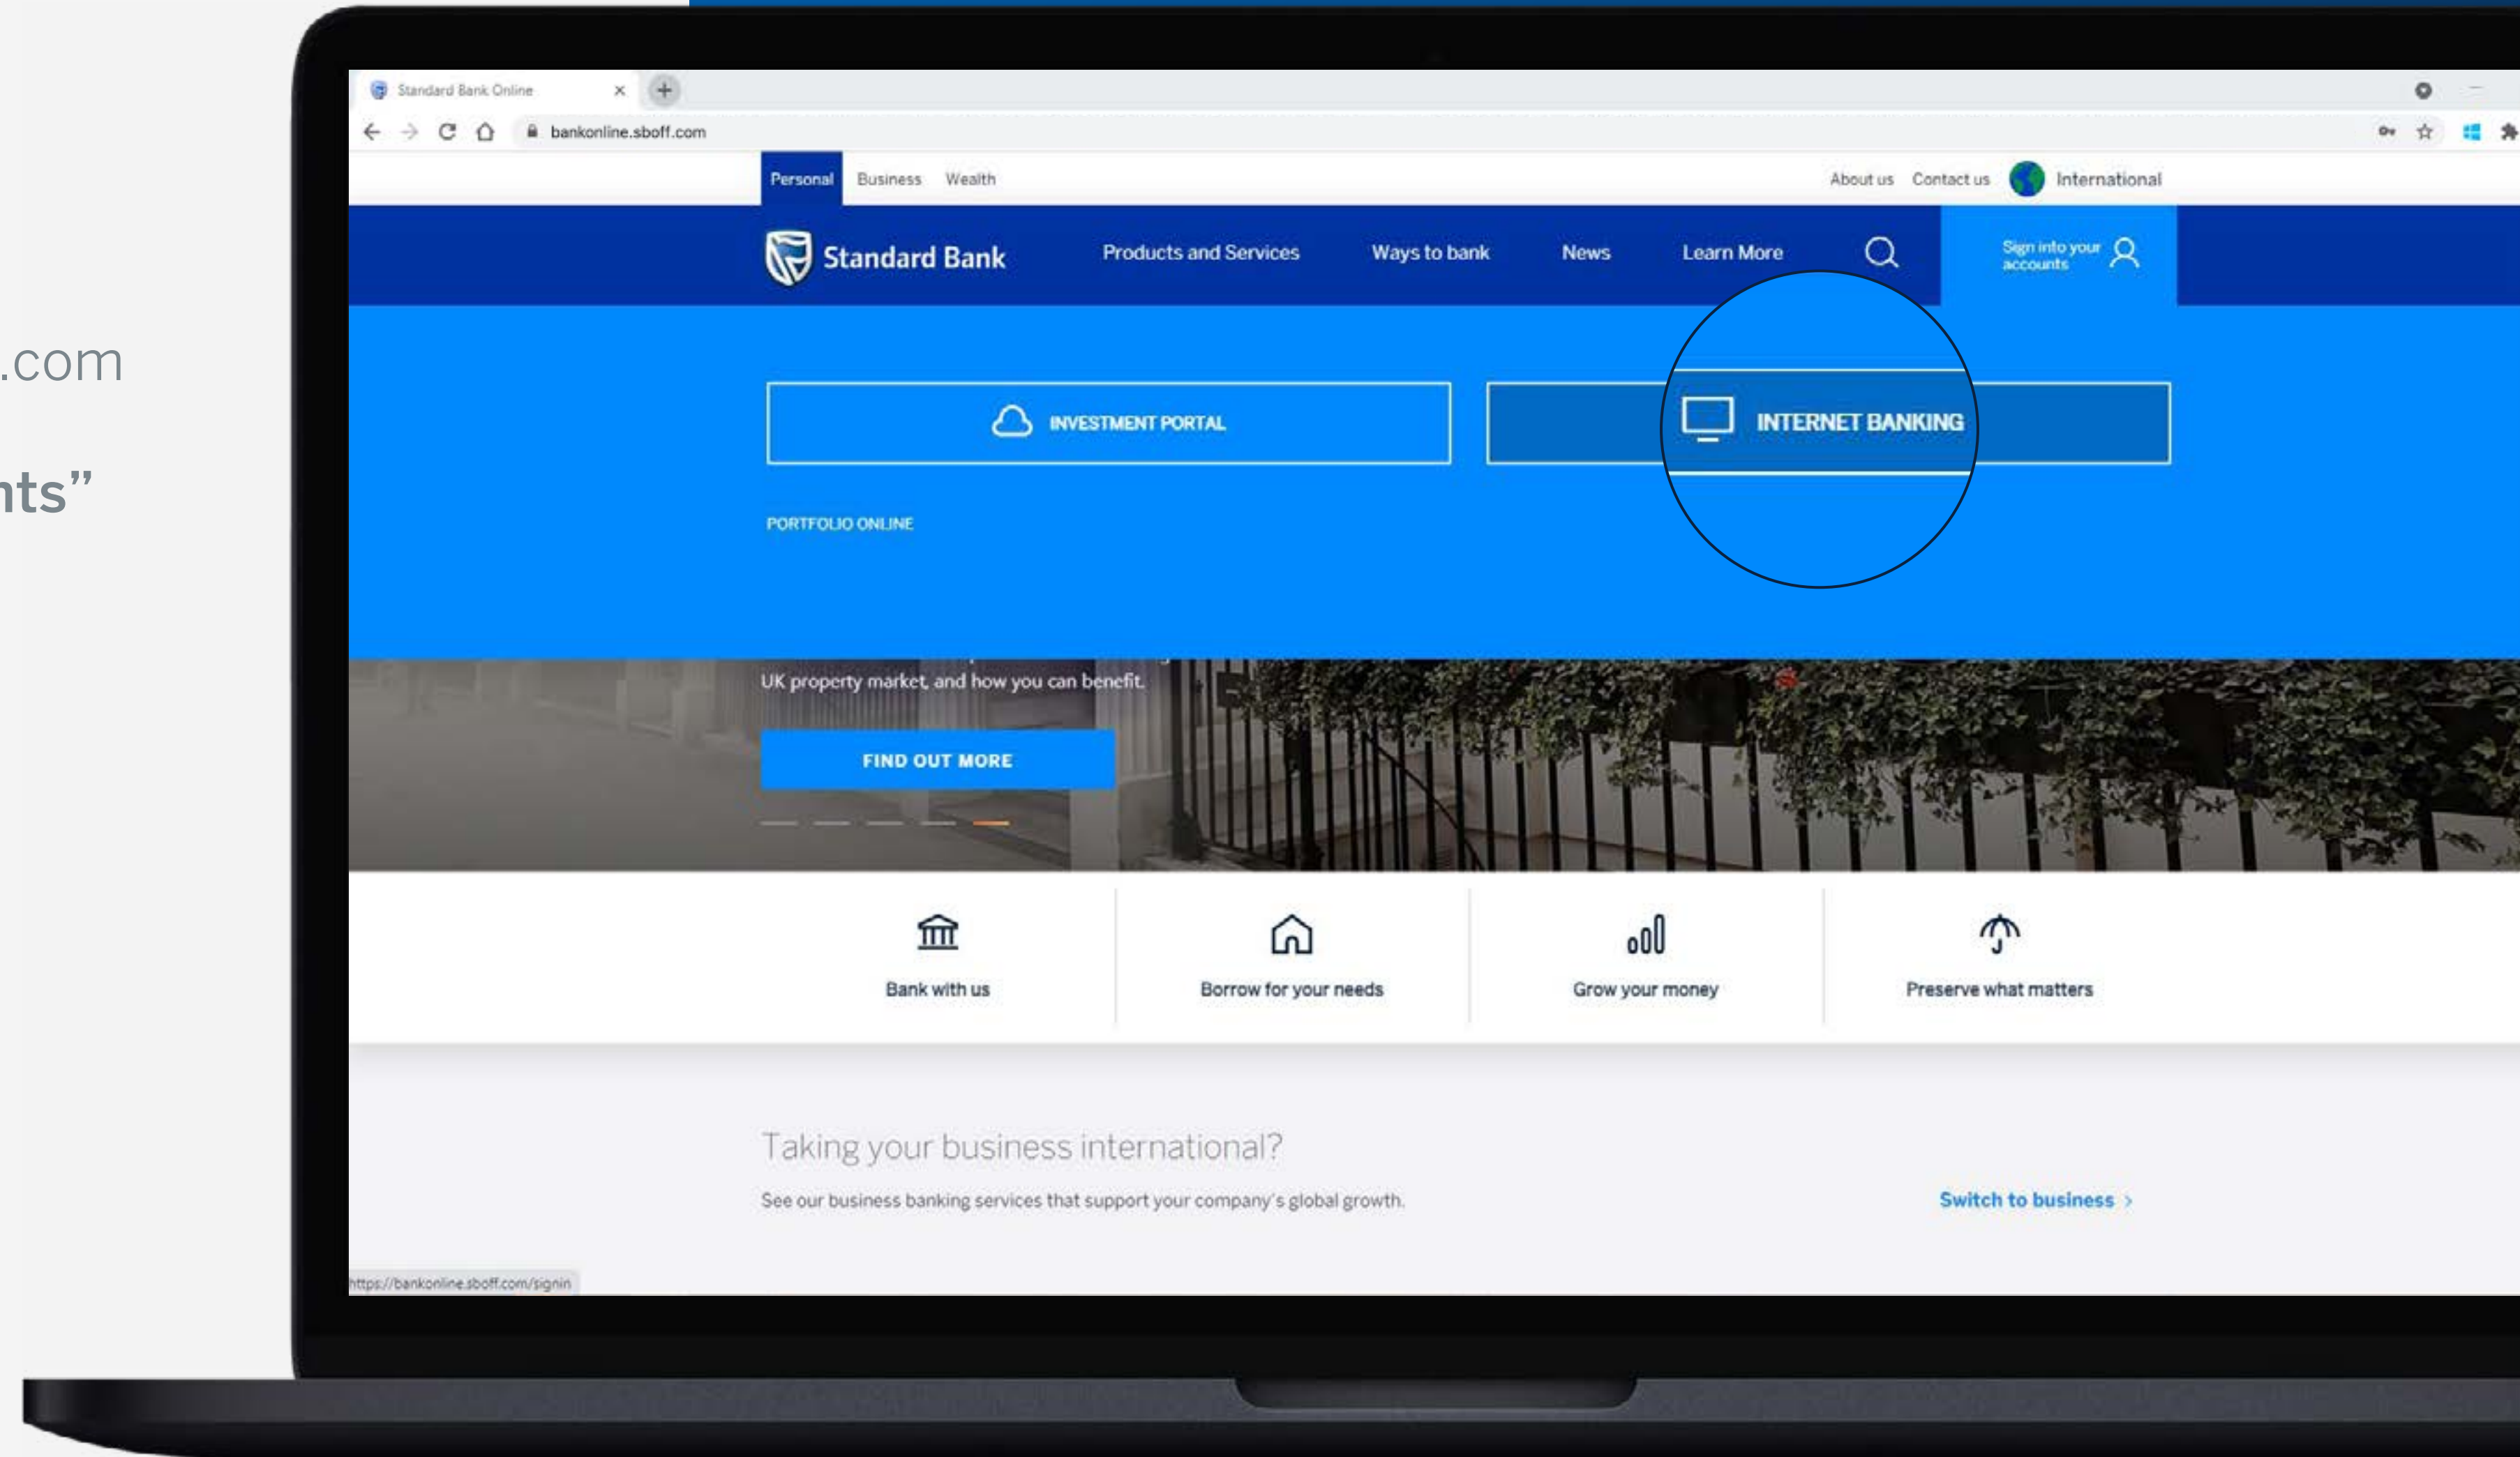 .com
nts”
Standard Bank Online
bankonline.sboff.com
Personal Business Wealth About us Contact us International
Standard Bank Products and Services Ways to bank News Learn More Sign into your
accounts
INVESTMENT PORTAL INTERNET BANKING
PORTFOLIO ONLINE
UK property market, and how you can benefit.
FIND OUT MORE
Bank with us Borrow for your needs Grow your money Preserve what matters
Taking your business international?
See our business banking services that support your company's global growth. Switch to business >
https://bankonline.sboff.com/signin